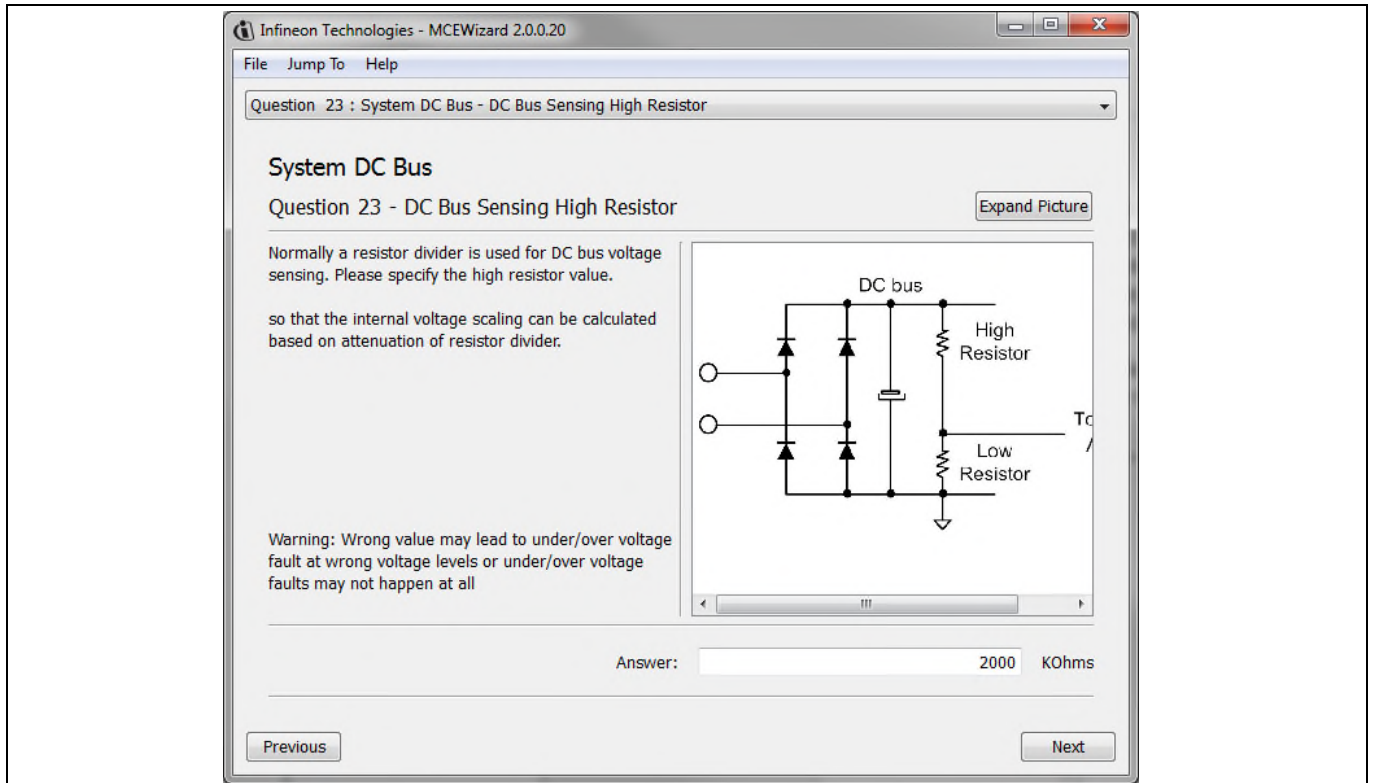 Infineon Technologies - MCEWizard 2.0.0.20
File Jump To Help
Question 23 : System DC Bus - DC Bus Sensing High Resistor
System DC Bus
Question 23 - DC Bus Sensing High Resistor
Expand Picture
Normally a resistor divider is used for DC bus voltage
sensing. Please specify the high resistor value.
so that the internal voltage scaling can be calculated
based on attenuation of resistor divider.
Warning: Wrong value may lead to under/over voltage
fault at wrong voltage levels or under/over voltage
faults may not happen at all
DC bus
High
Resistor
Low
Resistor
Answer: 2000 KOhms
Previous
Next